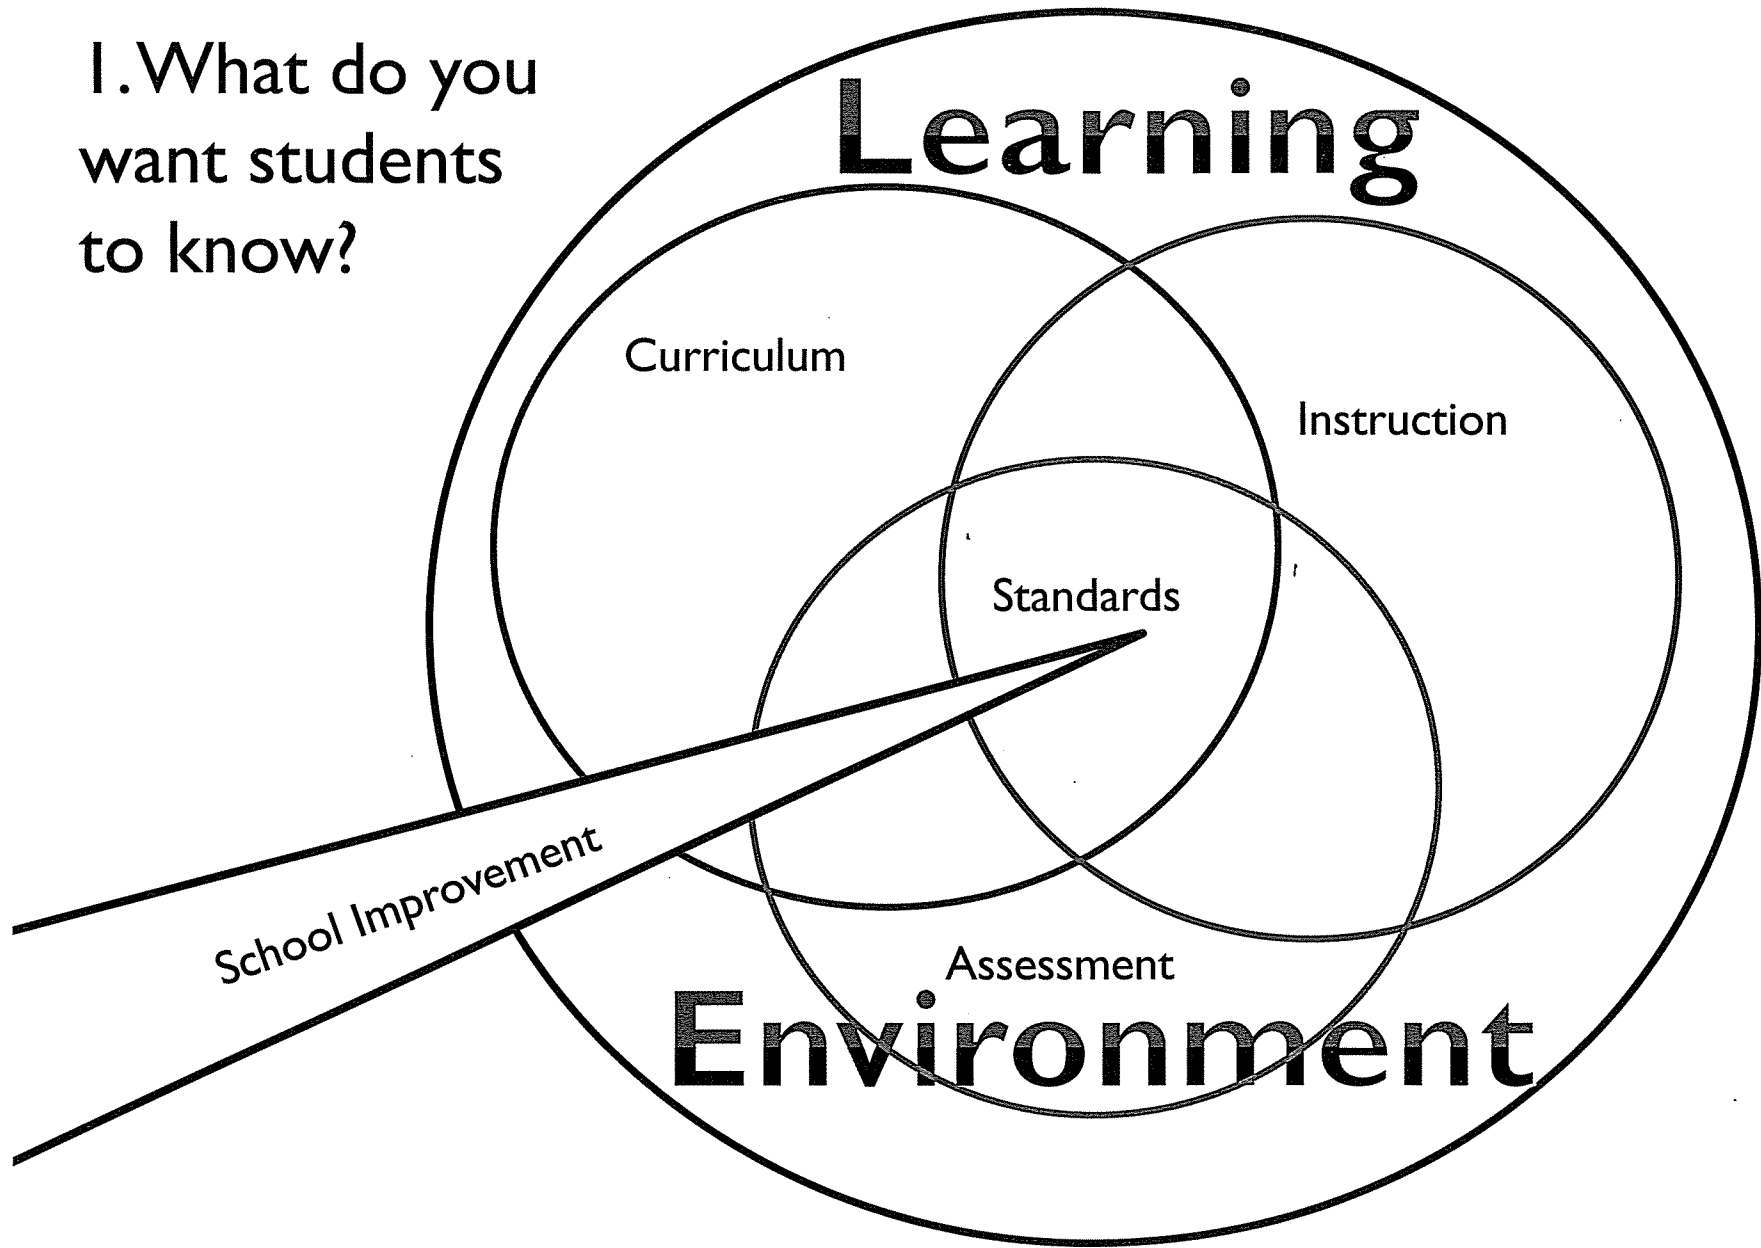 1. What do you
want students
to know?
Learning
Curriculum
Instruction
Standards
School Improvement
Assessment
Environment